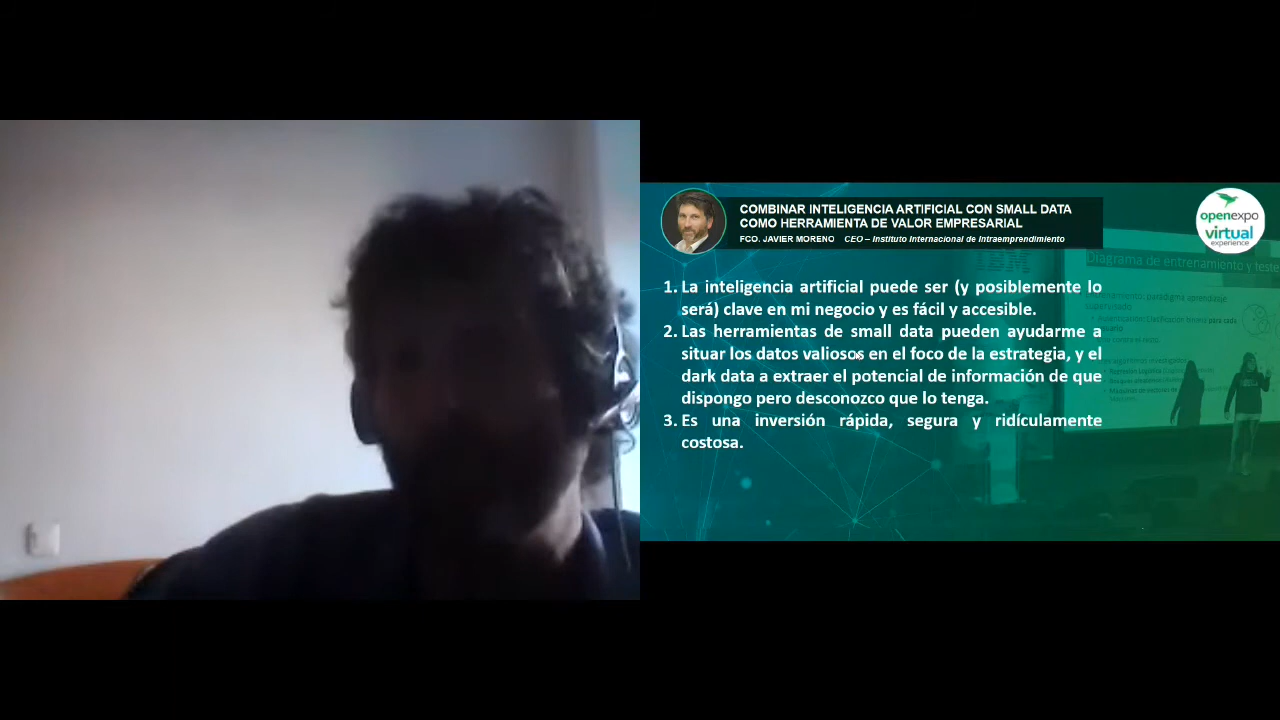 COMBINAR INTELIGENCIA ARTIFICIAL CON SMALL DATA
COMO HERRAMIENTA DE VALOR EMPRESARIAL
FCO. JAVIER MORENO CEO – Instituto Internacional de Intraemprendimiento
openexpo
virtual
experience
IBM
Diagrama de entrenamiento y teste
1. La inteligencia artificial puede ser (y posiblemente lo
será) clave en mi negocio y es fácil y accesible.
2. Las herramientas de small data pueden ayudarme a
situar los datos valiosos en el foco de la estrategia, y el
dark data a extraer el potencial de información de que
dispongo pero desconozco que lo tenga.
3. Es una inversión rápida, segura y ridículamente
costosa.